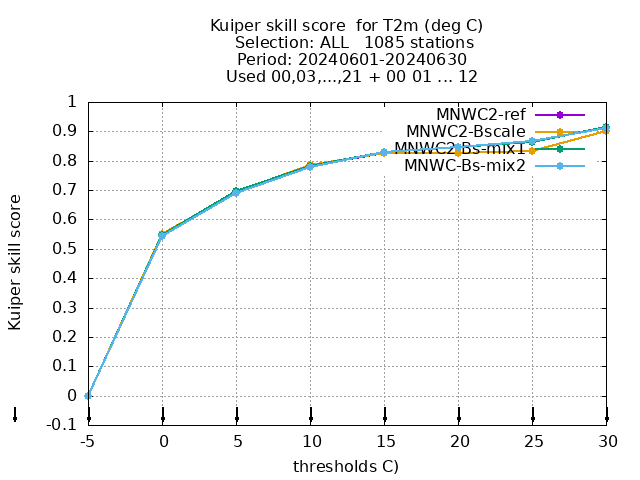 Kuiper skill score  for T2m (deg C)
Selection: ALL   1085 stations
Period: 20240601-20240630
Used 00,03,...,21 + 00 01 ... 12
MNWC2-ref
MNWC2-Bscale
MNWC2-Bs-mix1
MNWC-Bs-mix2
Kuiper skill score
1
0.9
0.8
0.7
0.6
0.5
0.4
0.3
0.2
0.1
0
-0.1
-5 0 5 10 15 20 25 30
thresholds C)